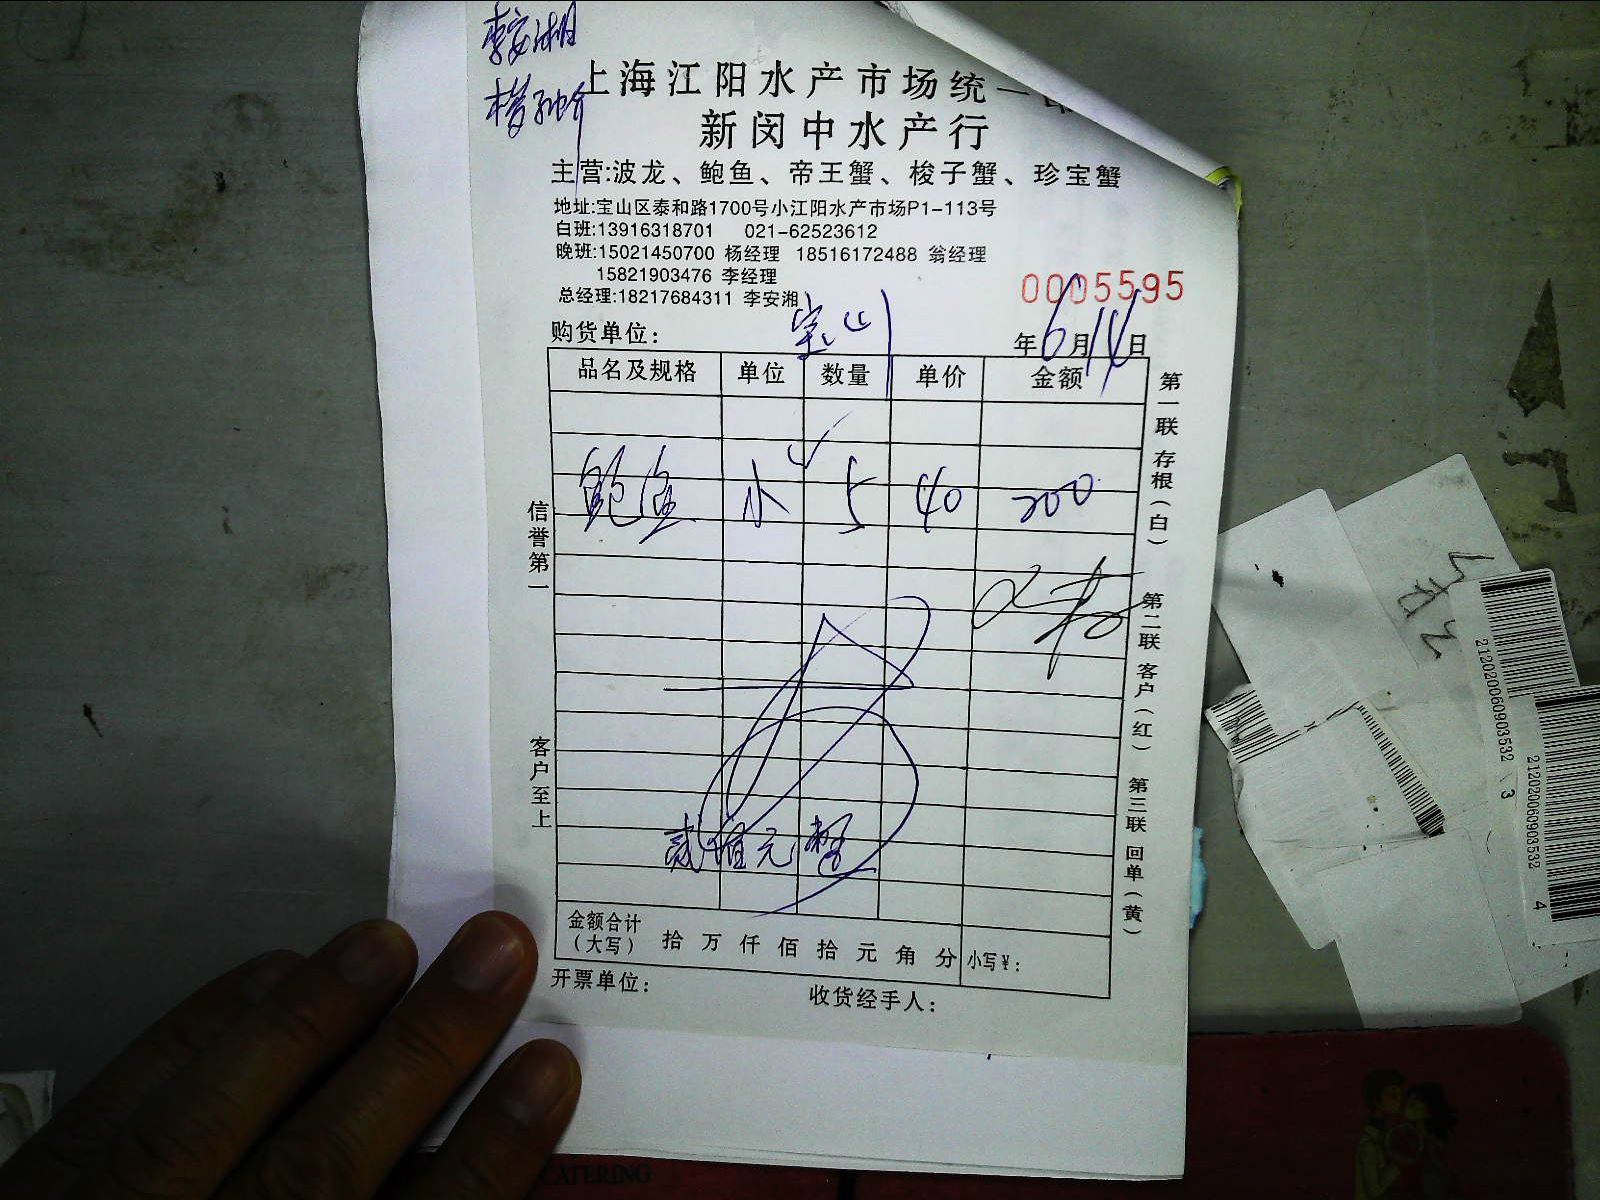 李安湘
上海江阳水产市场统一印
新闵中水产行
主营:波龙、鲍鱼、帝王蟹、梭子蟹、珍宝蟹
地址:宝山区泰和路1700号小江阳水产市场P1-113号
白班:13916318701 021-62523612
晚班:15021450700 杨经理 18516172488 翁经理
15821903476 李经理
总经理:18217684311 李安湘
0005595
购货单位: 宝山 年6月14日
品名及规格 单位 数量 单价 金额
鲍鱼 小 5 40 200
贰佰元整
金额合计
(大写) 拾 万 仟 佰 拾 元 角 分 小写¥:
开票单位: 收货经手人:
信誉第一
客户至上
第一联 存根(白)
第二联 客户(红)
第三联 回单(黄)
212020060903532 3
212020060903532 4
CATERING